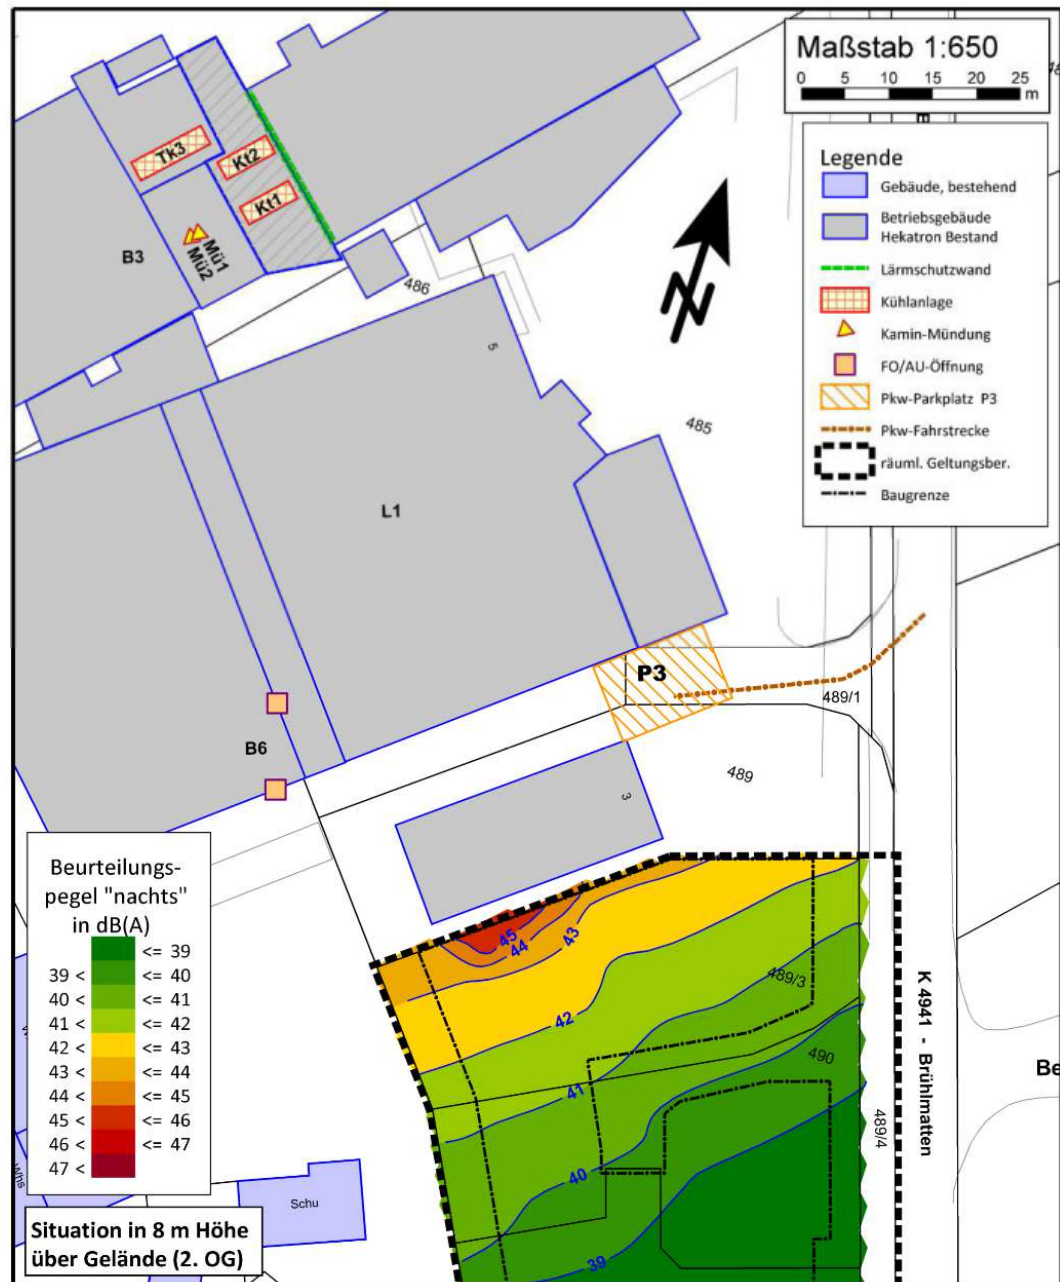 Maßstab 1:650
0 5 10 15 20 25
m
Legende
Gebäude, bestehend
Betriebsgebäude
Hekatron Bestand
Lärmschutzwand
Kühlanlage
Kamin-Mündung
FO/AU-Öffnung
Pkw-Parkplatz P3
Pkw-Fahrstrecke
räuml. Geltungsber.
Baugrenze
Tk3
Kt2
Kt1
Mü1
Mü2
B3
486
5
485
L1
P3
489/1
B6
489
3
Beurteilungs-
pegel "nachts"
in dB(A)
<= 39
39 < <= 40
40 < <= 41
41 < <= 42
42 < <= 43
43 < <= 44
44 < <= 45
45 < <= 46
46 < <= 47
47 <
45
44
43
42
41
40
39
489/3
490
489/4
K 4941 - Brühlmatten
Be
Whs
Schu
Situation in 8 m Höhe
über Gelände (2. OG)